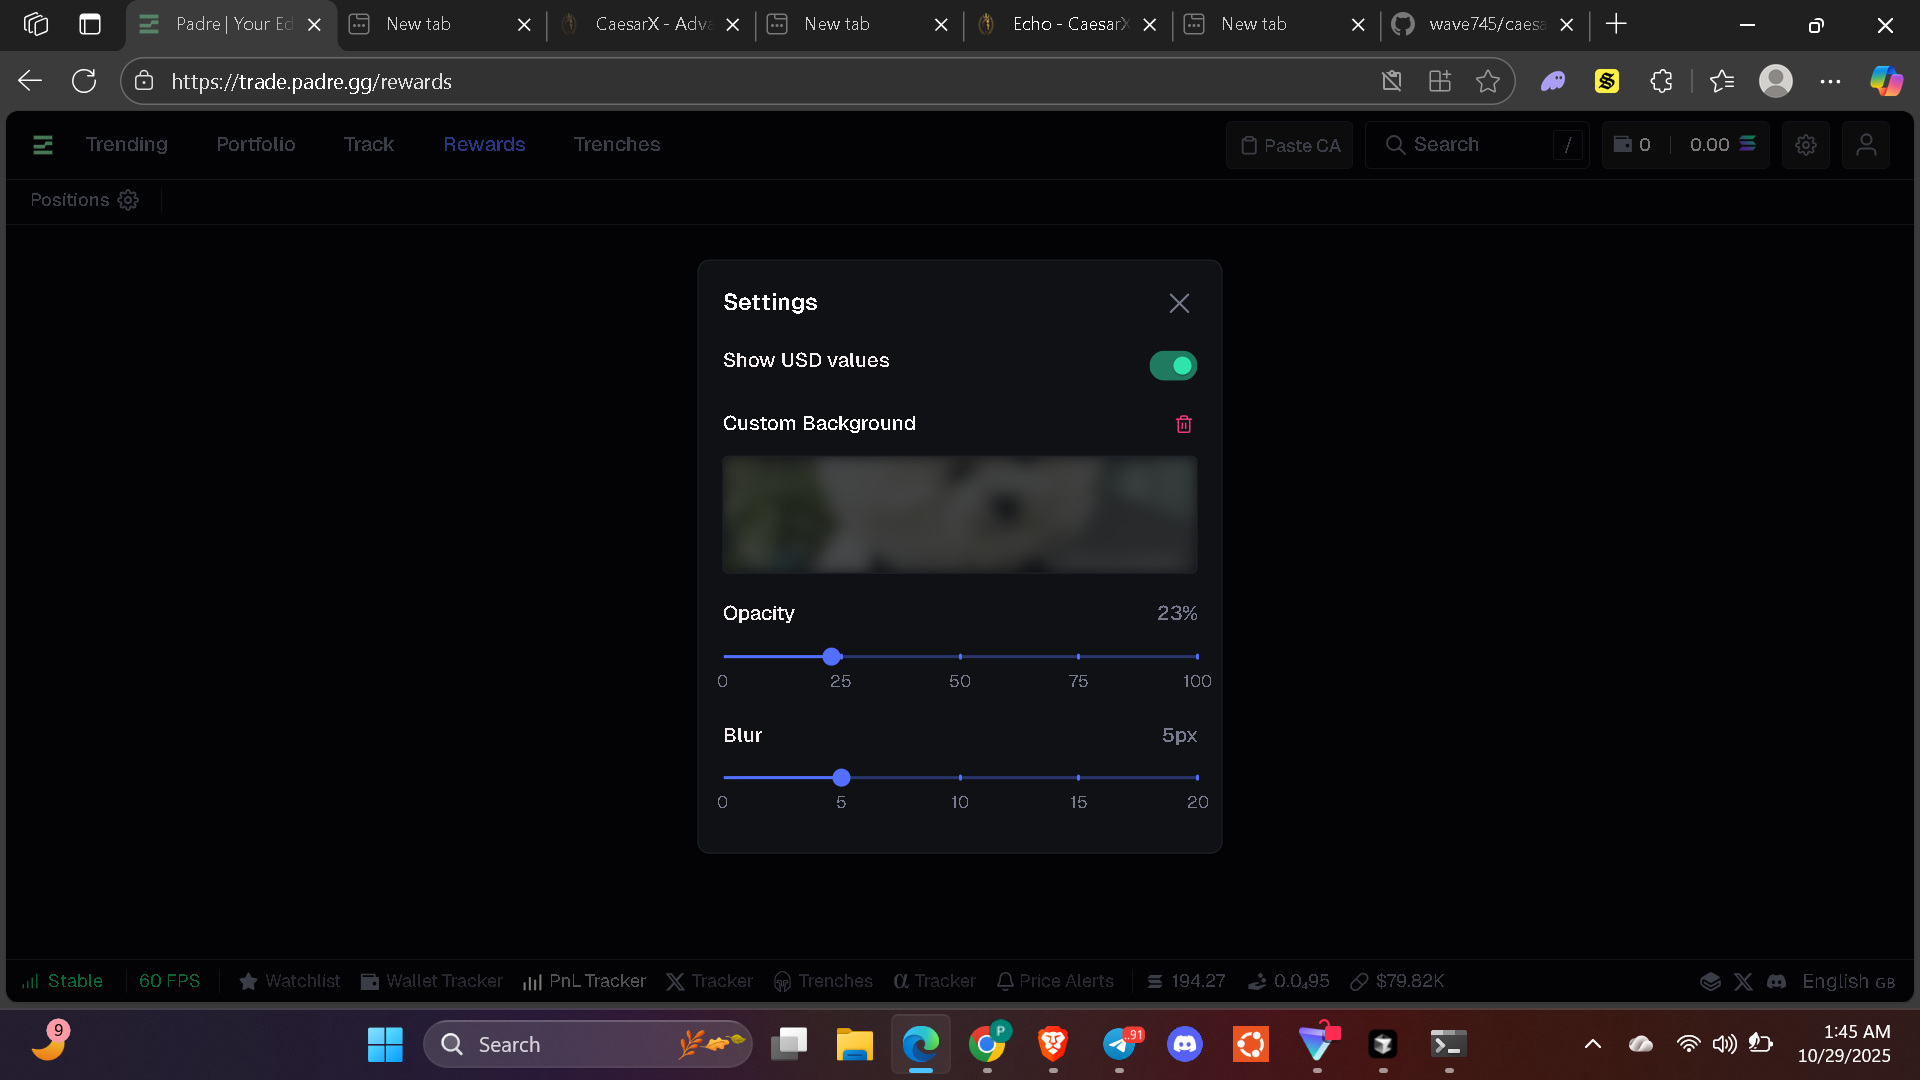 Padre | Your Ed
New tab
CaesarX - Adva
New tab
Echo - CaesarX
New tab
wave745/caesa
https://trade.padre.gg/rewards
Trending Portfolio Track Rewards Trenches Paste CA Search / 0 0.00
Positions
Settings
Show USD values
Custom Background
Opacity 23%
0 25 50 75 100
Blur 5px
0 5 10 15 20
Stable 60 FPS Watchlist Wallet Tracker PnL Tracker Tracker Trenches α Tracker Price Alerts 194.27 0.0₄95 $79.82K English GB
9 Search P 91 1:45 AM
10/29/2025